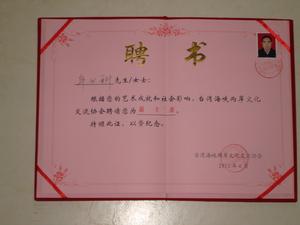 聘书
先生/女士:
根据您的艺术成就和社会影响,台湾海峡两岸文化
交流协会聘请您为
特颁此证,以资纪念。
台湾海峡两岸文化交流协会